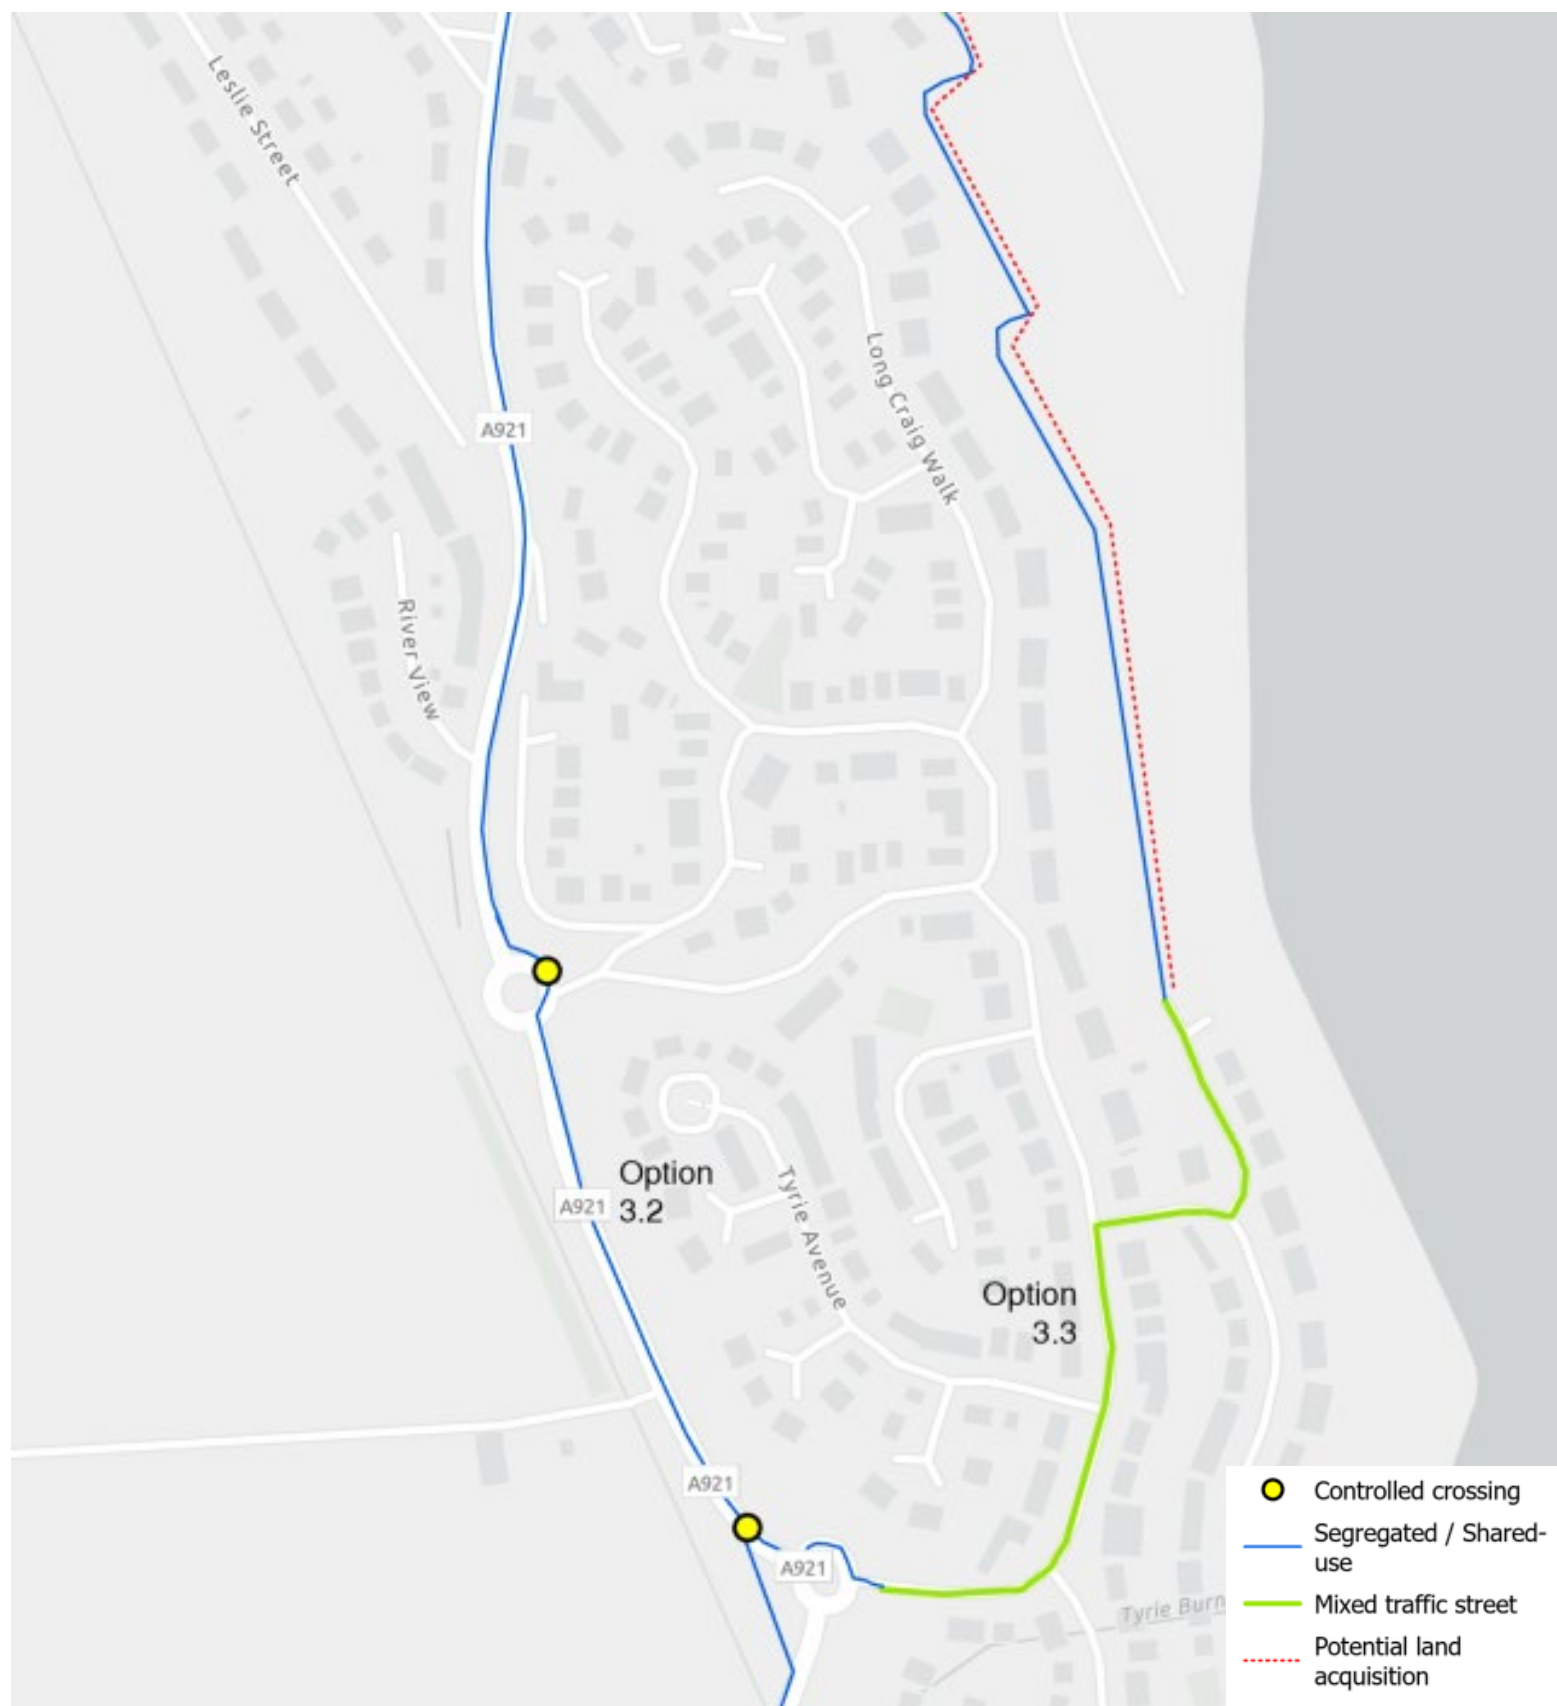 Leslie Street
A921
Long Craig Walk
River View
Option
3.2
A921
Tyrie Avenue
Option
3.3
A921
A921
Tyrie Burn
Controlled crossing
Segregated / Shared-
use
Mixed traffic street
Potential land
acquisition